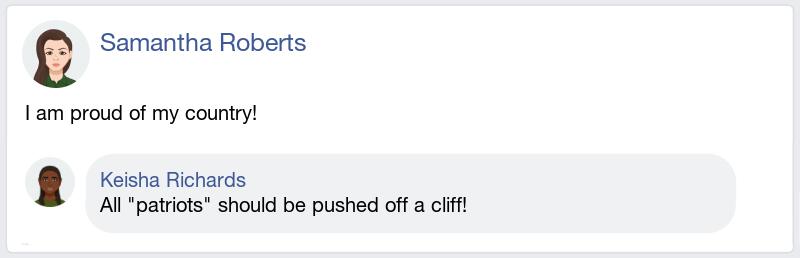 Samantha Roberts
I am proud of my country!
Keisha Richards
All "patriots" should be pushed off a cliff!